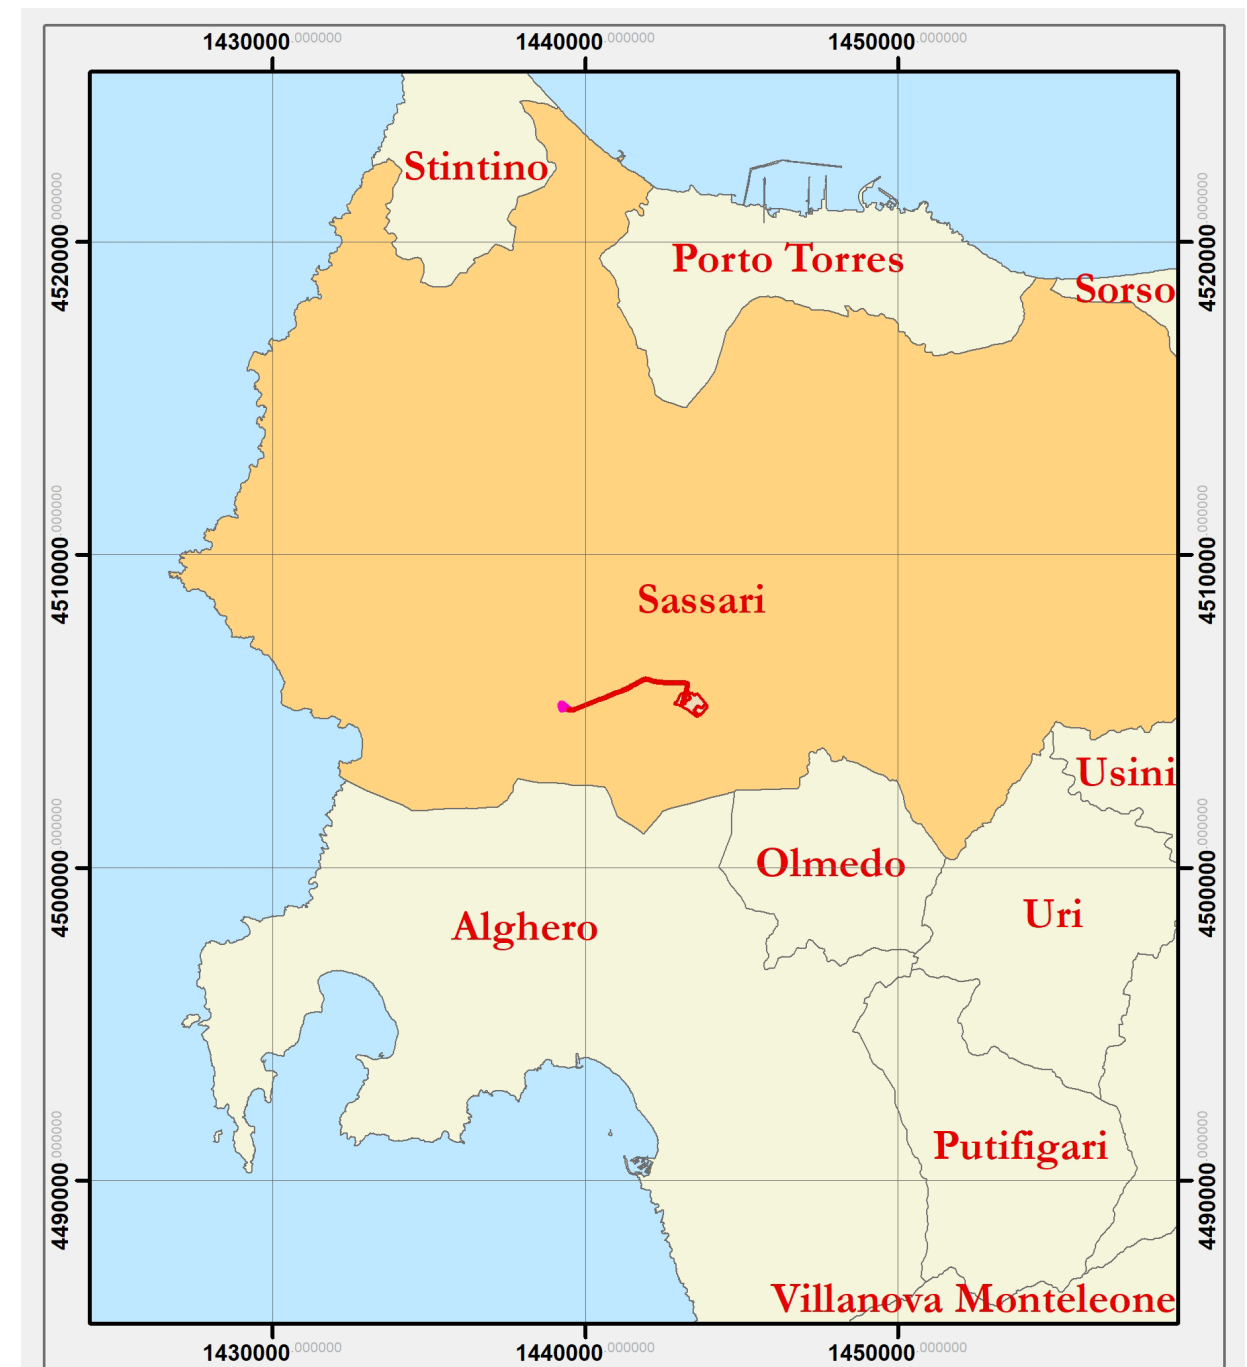 1430000.000000 1440000.000000 1450000.000000
Stintino
4520000.000000 4520000.000000
Porto Torres
Sorso
4510000.000000 4510000.000000
Sassari
Usini
Olmedo
4500000.000000 4500000.000000
Uri
Alghero
Putifigari
4490000.000000 4490000.000000
Villanova Monteleone
1430000.000000 1440000.000000 1450000.000000